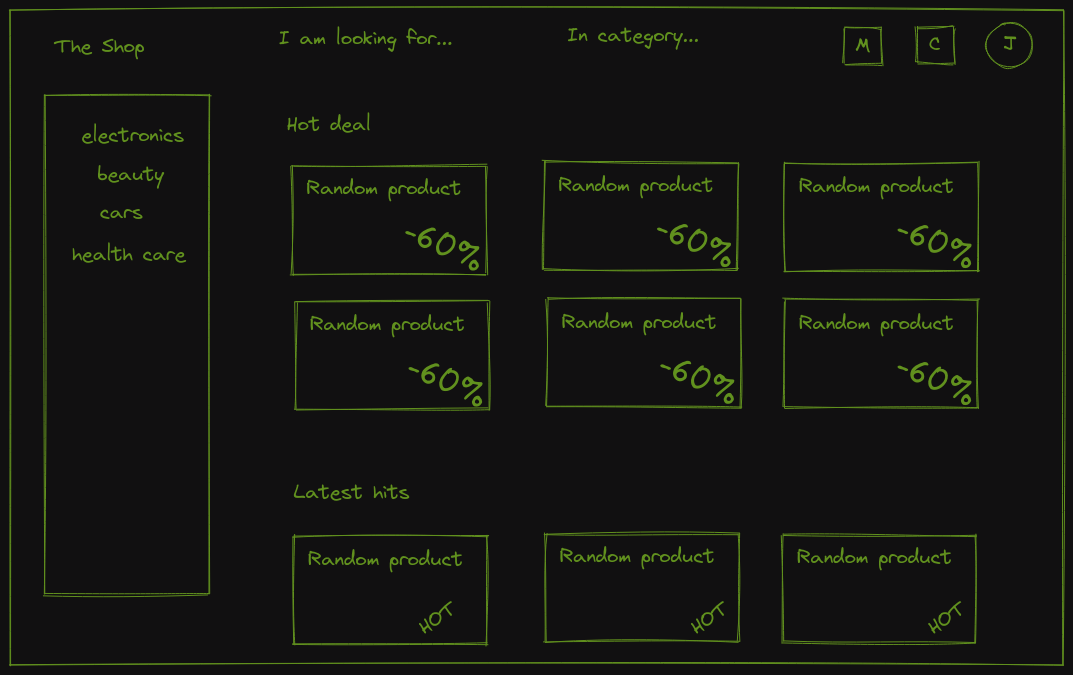 The Shop
I am looking for...
In category...
M
C
J
electronics
beauty
cars
health care
Hot deal
Random product
-60%
Random product
-60%
Random product
-60%
Random product
-60%
Random product
-60%
Random product
-60%
Latest hits
Random product
HOT
Random product
HOT
Random product
HOT